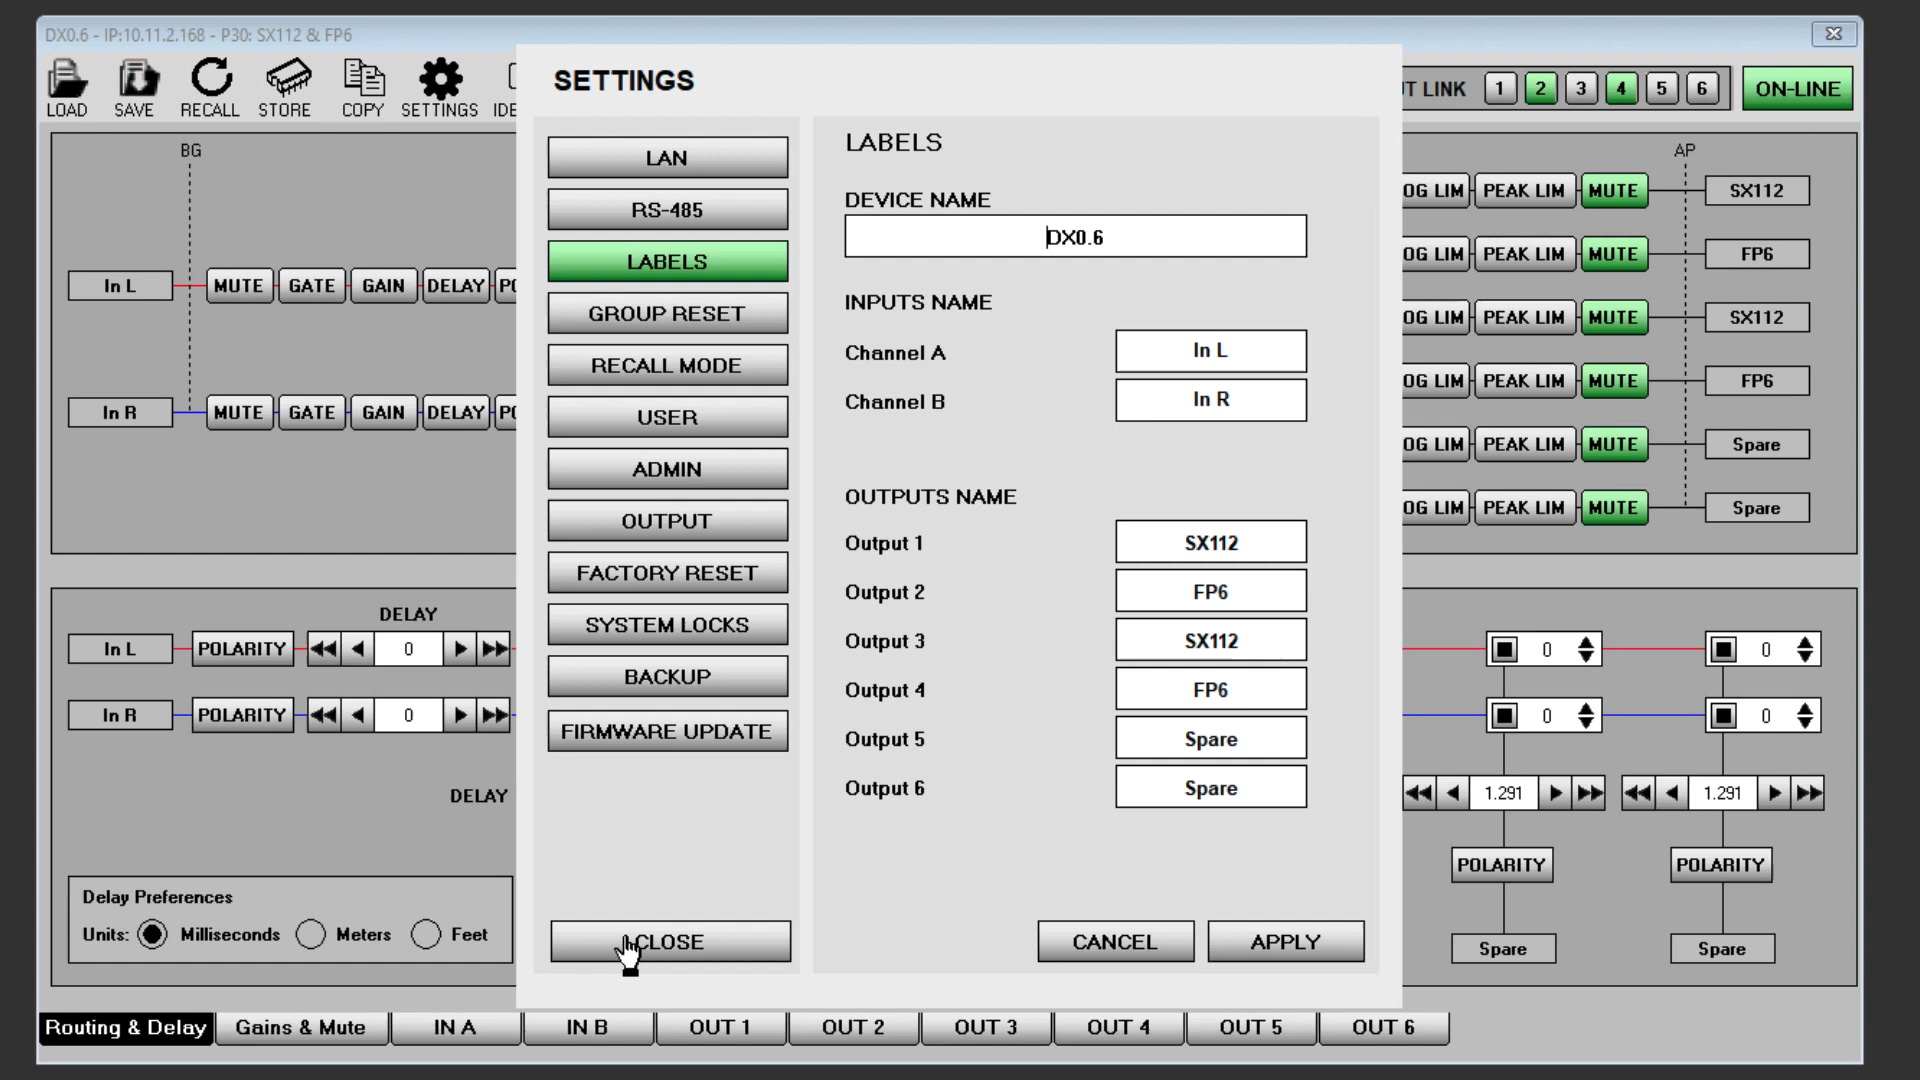 DX0.6 - IP:10.11.2.168 - P30: SX112 & FP6
LOAD SAVE RECALL STORE COPY SETTINGS IDE
SETTINGS
T LINK 1 2 3 4 5 6 ON-LINE
LAN
RS-485
LABELS
GROUP RESET
RECALL MODE
USER
ADMIN
OUTPUT
FACTORY RESET
SYSTEM LOCKS
BACKUP
FIRMWARE UPDATE
CLOSE
LABELS
DEVICE NAME
DX0.6
INPUTS NAME
Channel A In L
Channel B In R
OUTPUTS NAME
Output 1 SX112
Output 2 FP6
Output 3 SX112
Output 4 FP6
Output 5 Spare
Output 6 Spare
CANCEL APPLY
BG
In L MUTE GATE GAIN DELAY PO
In R MUTE GATE GAIN DELAY PO
AP
OG LIM PEAK LIM MUTE SX112
OG LIM PEAK LIM MUTE FP6
OG LIM PEAK LIM MUTE SX112
OG LIM PEAK LIM MUTE FP6
OG LIM PEAK LIM MUTE Spare
OG LIM PEAK LIM MUTE Spare
DELAY
In L POLARITY 0
In R POLARITY 0
DELAY
Delay Preferences
Units: Milliseconds Meters Feet
0 0
0 0
1.291 1.291
POLARITY POLARITY
Spare Spare
Routing & Delay Gains & Mute IN A IN B OUT 1 OUT 2 OUT 3 OUT 4 OUT 5 OUT 6